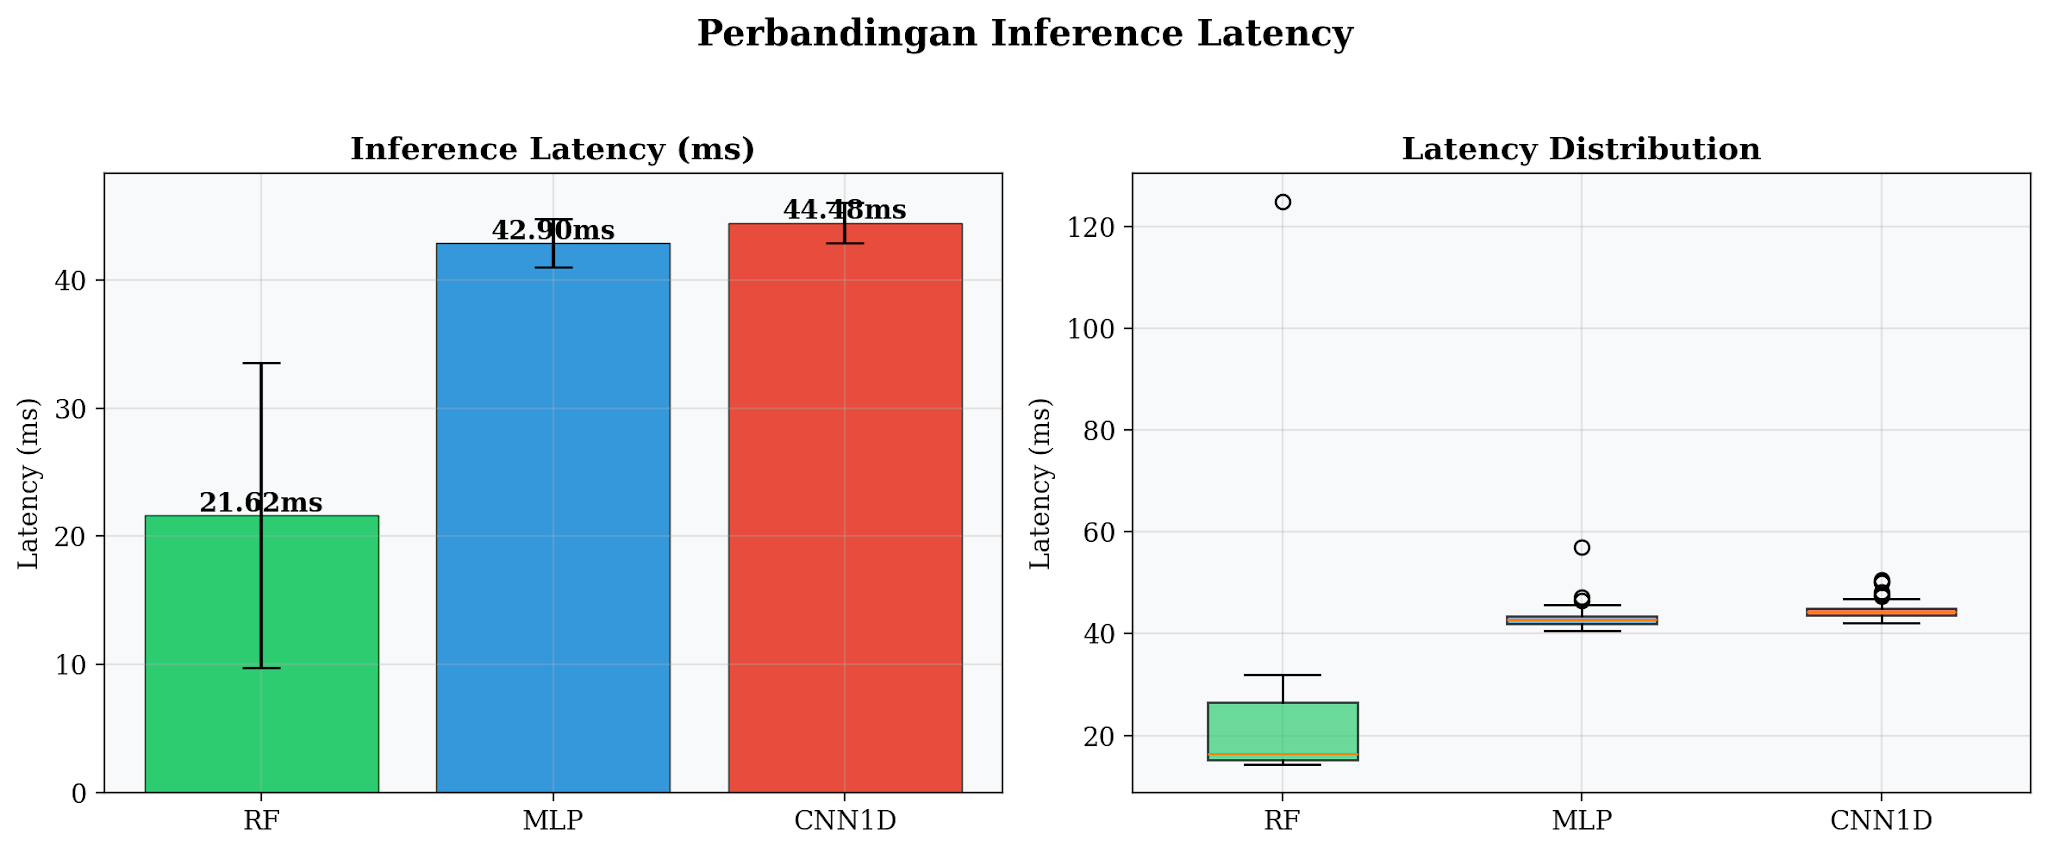 Perbandingan Inference Latency
Inference Latency (ms)
Latency (ms)
40
30
20
10
0
21.62ms
42.90ms
44.48ms
RF
MLP
CNN1D
Latency Distribution
Latency (ms)
120
100
80
60
40
20
RF
MLP
CNN1D